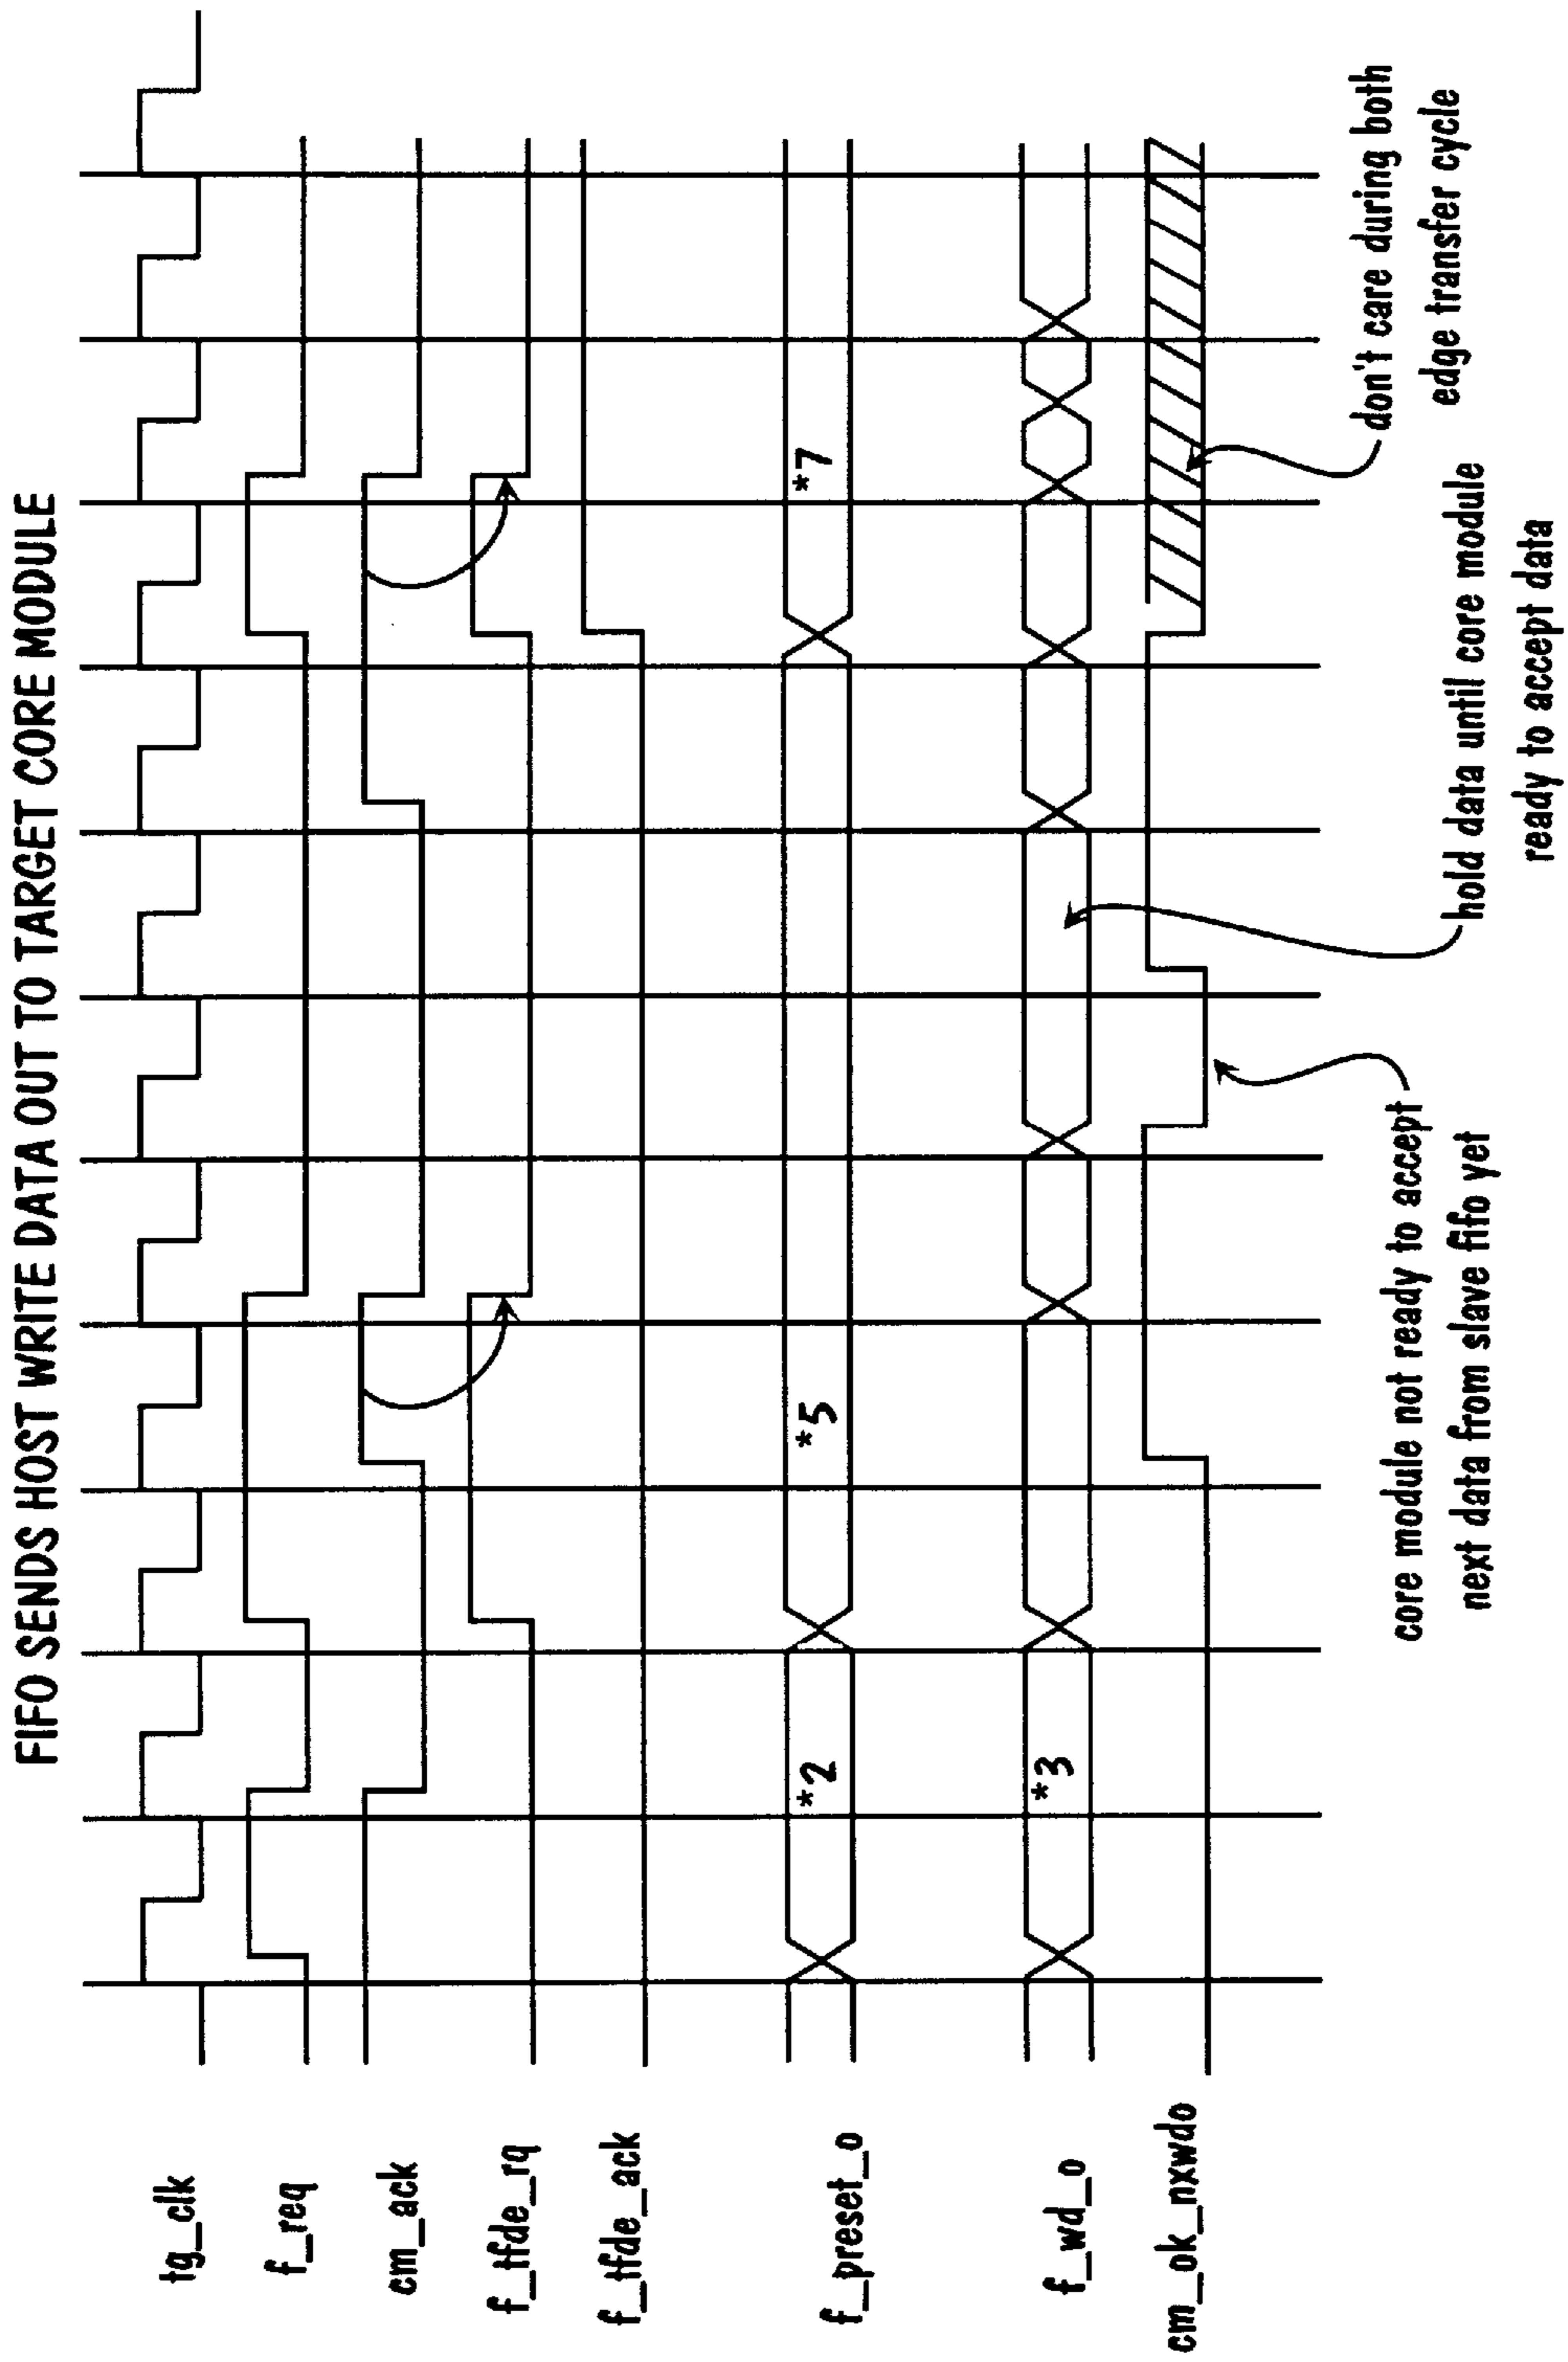 FIFO SENDS HOST WRITE DATA OUT TO TARGET CORE MODULE
tg_clk
f_req
cm_ack
f_tfde_rq
f_tfde_ack
f_preset_o
*2
*5
*7
f_wd_o
*3
cm_ok_nxwdo
core module not ready to accept
next data from slave fifo yet
hold data until core module
ready to accept data
don't care during both
edge transfer cycle